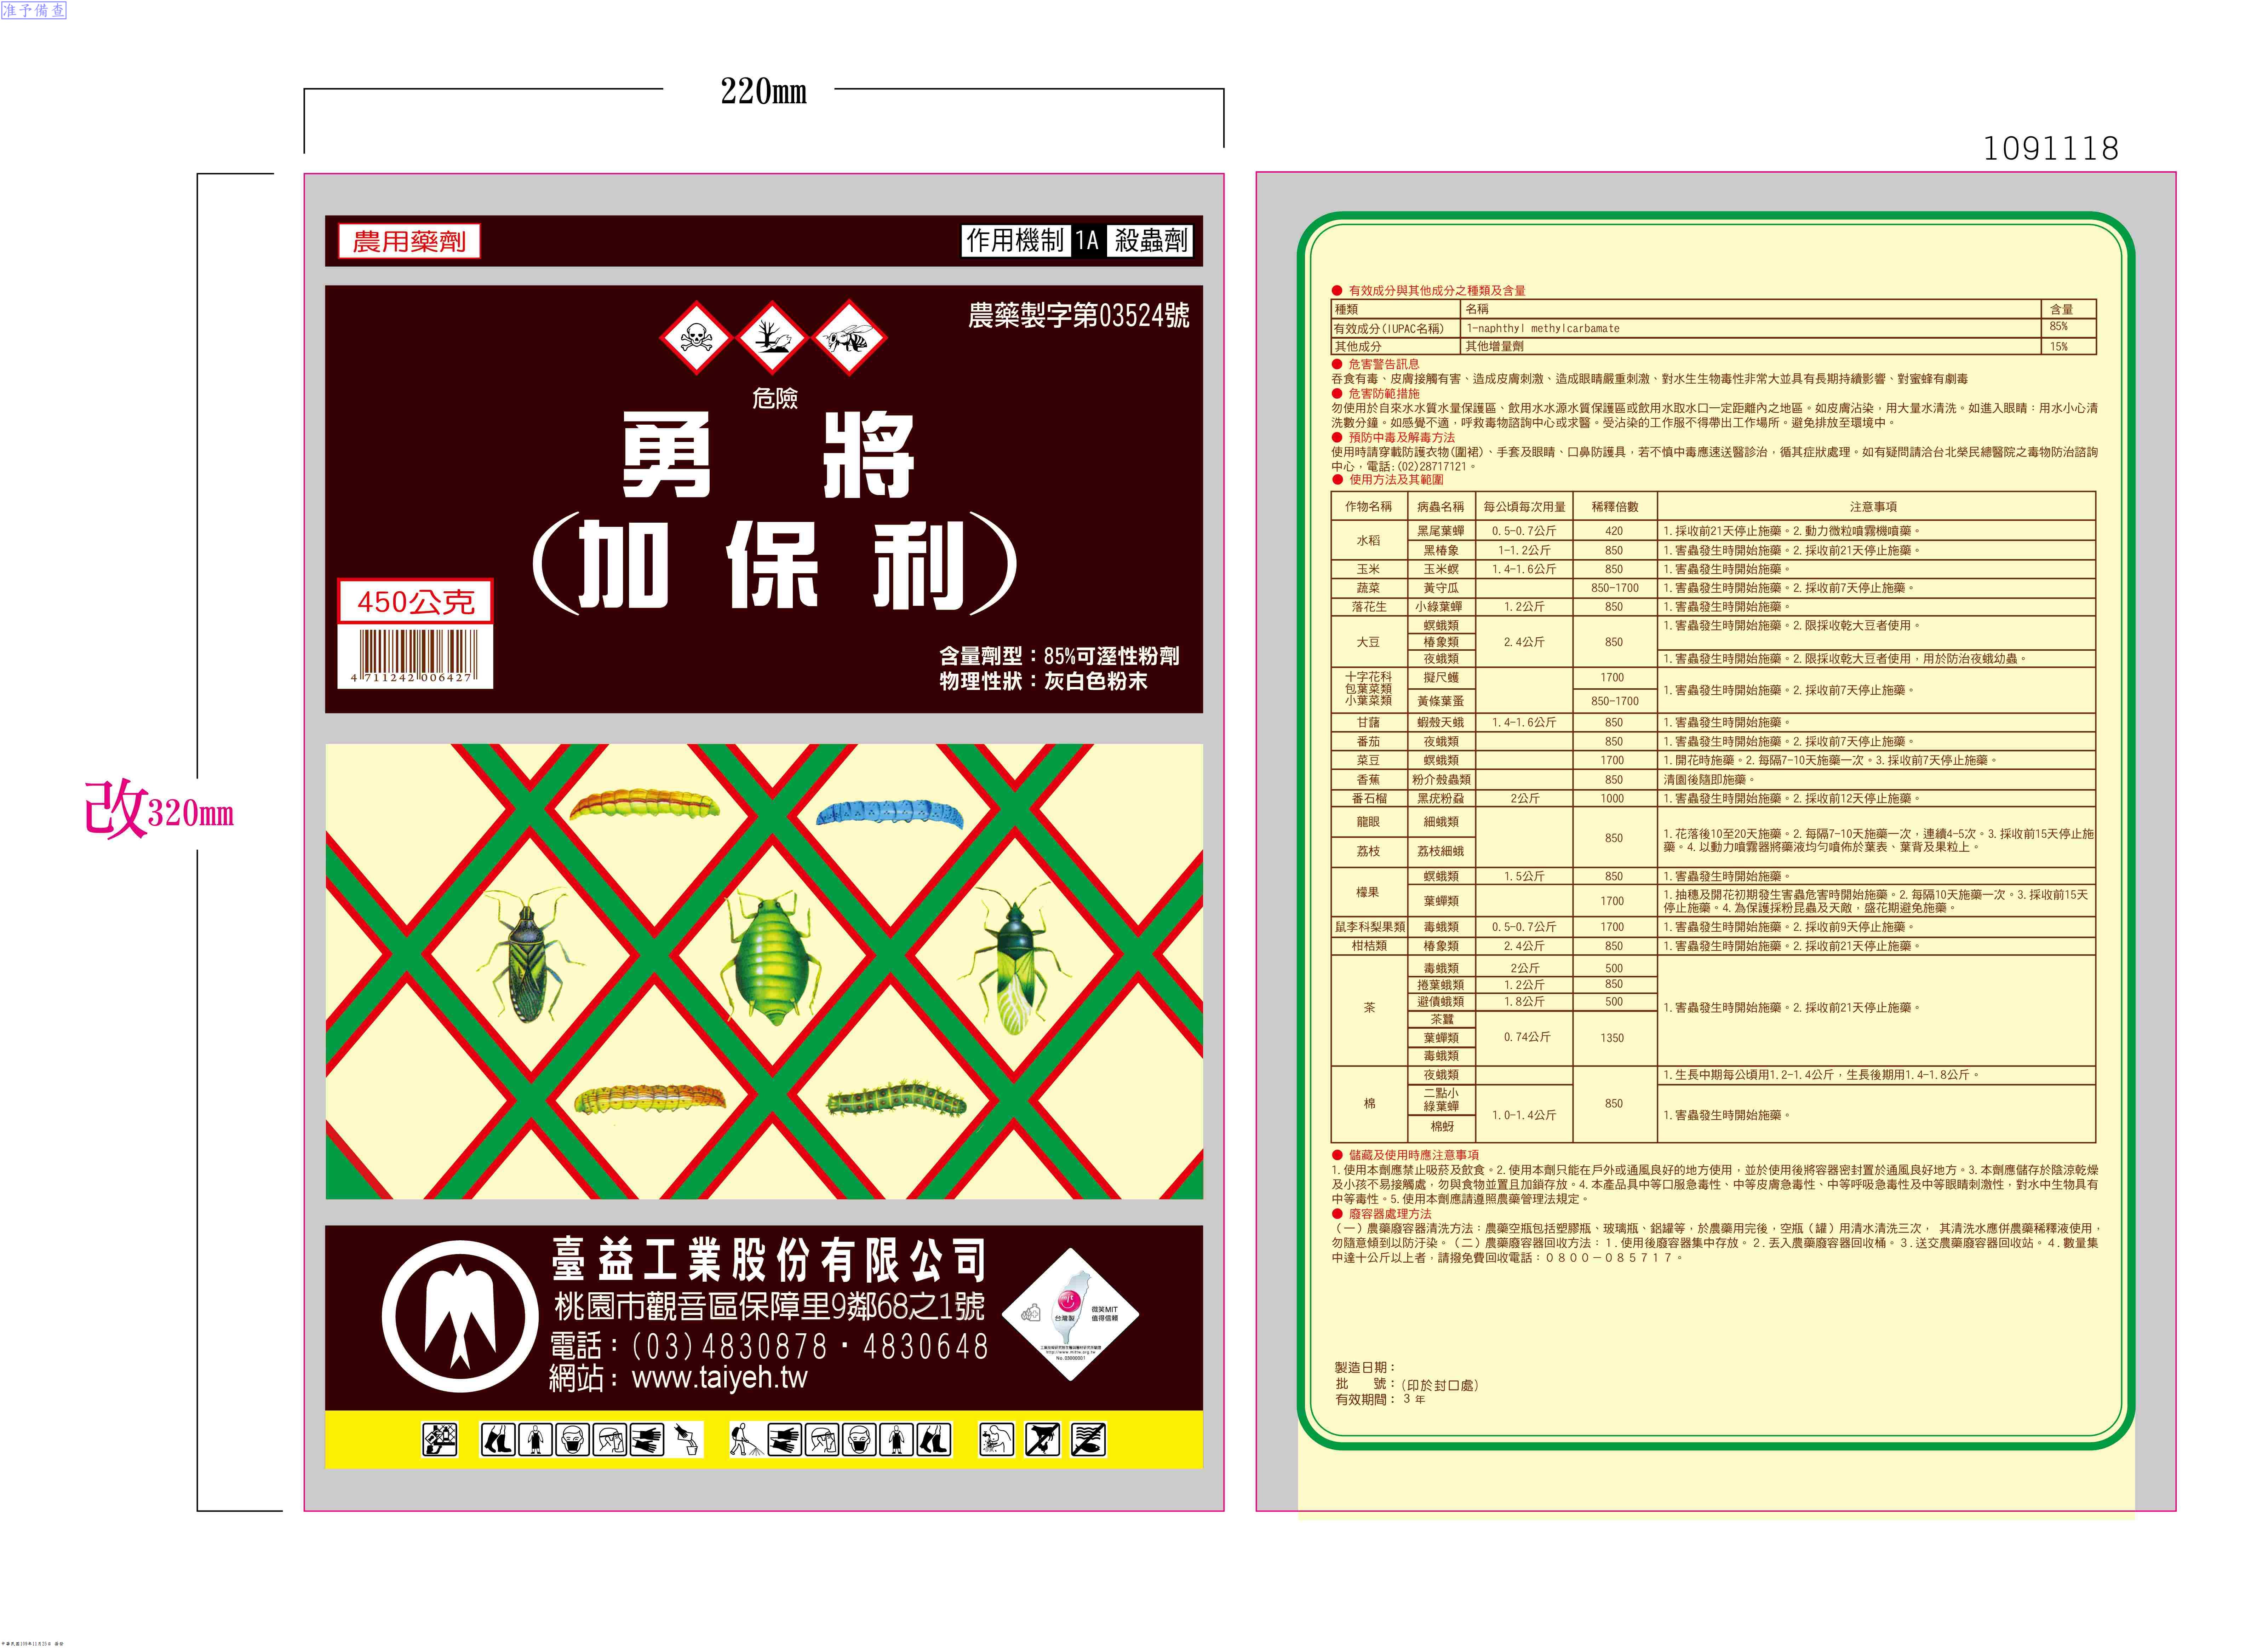 准予備查
220mm
1091118
改320mm
農用藥劑
作用機制 1A 殺蟲劑
農藥製字第03524號
危險
勇將
(加保利)
450公克
4 711242 006427
含量劑型：85%可溼性粉劑
物理性狀：灰白色粉末
臺益工業股份有限公司
桃園市觀音區保障里9鄰68之1號
電話：(03)4830878・4830648
網站：www.taiyeh.tw
台灣製
微笑MIT
值得信賴
● 有效成分與其他成分之種類及含量
種類 名稱 含量
有效成分(IUPAC名稱) 1-naphthyl methylcarbamate 85%
其他成分 其他增量劑 15%
● 危害警告訊息
吞食有毒、皮膚接觸有害、造成皮膚刺激、造成眼睛嚴重刺激、對水生生物毒性非常大並具有長期持續影響、對蜜蜂有劇毒
● 危害防範措施
勿使用於自來水水質水量保護區、飲用水水源水質保護區或飲用水取水口一定距離內之地區。如皮膚沾染，用大量水清洗。如進入眼睛：用水小心清
洗數分鐘。如感覺不適，呼救毒物諮詢中心或求醫。受沾染的工作服不得帶出工作場所。避免排放至環境中。
● 預防中毒及解毒方法
使用時請穿載防護衣物(圍裙)、手套及眼睛、口鼻防護具，若不慎中毒應速送醫診治，循其症狀處理。如有疑問請洽台北榮民總醫院之毒物防治諮詢
中心，電話:(02)28717121。
● 使用方法及其範圍
作物名稱 病蟲名稱 每公頃每次用量 稀釋倍數 注意事項
水稻 黑尾葉蟬 0.5-0.7公斤 420 1.採收前21天停止施藥。2.動力微粒噴霧機噴藥。
黑椿象 1-1.2公斤 850 1.害蟲發生時開始施藥。2.採收前21天停止施藥。
玉米 玉米螟 1.4-1.6公斤 850 1.害蟲發生時開始施藥。
蔬菜 黃守瓜 850-1700 1.害蟲發生時開始施藥。2.採收前7天停止施藥。
落花生 小綠葉蟬 1.2公斤 850 1.害蟲發生時開始施藥。
大豆 螟蛾類 2.4公斤 850 1.害蟲發生時開始施藥。2.限採收乾大豆者使用。
椿象類
夜蛾類 1.害蟲發生時開始施藥。2.限採收乾大豆者使用，用於防治夜蛾幼蟲。
十字花科
包葉菜類
小葉菜類 擬尺蠖 1700 1.害蟲發生時開始施藥。2.採收前7天停止施藥。
黃條葉蚤 850-1700
甘藷 蝦殼天蛾 1.4-1.6公斤 850 1.害蟲發生時開始施藥。
番茄 夜蛾類 850 1.害蟲發生時開始施藥。2.採收前7天停止施藥。
菜豆 螟蛾類 1700 1.開花時施藥。2.每隔7-10天施藥一次。3.採收前7天停止施藥。
香蕉 粉介殼蟲類 850 清園後隨即施藥。
番石榴 黑疣粉蝨 2公斤 1000 1.害蟲發生時開始施藥。2.採收前12天停止施藥。
龍眼 細蛾類 850 1.花落後10至20天施藥。2.每隔7-10天施藥一次，連續4-5次。3.採收前15天停止施
藥。4.以動力噴霧器將藥液均勻噴佈於葉表、葉背及果粒上。
荔枝 荔枝細蛾
檬果 螟蛾類 1.5公斤 850 1.害蟲發生時開始施藥。
葉蟬類 1700 1.抽穗及開花初期發生害蟲危害時開始施藥。2.每隔10天施藥一次。3.採收前15天
停止施藥。4.為保護採粉昆蟲及天敵，盛花期避免施藥。
鼠李科梨果類 毒蛾類 0.5-0.7公斤 1700 1.害蟲發生時開始施藥。2.採收前9天停止施藥。
柑桔類 椿象類 2.4公斤 850 1.害蟲發生時開始施藥。2.採收前21天停止施藥。
茶 毒蛾類 2公斤 500 1.害蟲發生時開始施藥。2.採收前21天停止施藥。
捲葉蛾類 1.2公斤 850
避債蛾類 1.8公斤 500
茶蠶 0.74公斤 1350
葉蟬類
毒蛾類
棉 夜蛾類 850 1.生長中期每公頃用1.2-1.4公斤，生長後期用1.4-1.8公斤。
二點小
綠葉蟬 1.0-1.4公斤 1.害蟲發生時開始施藥。
棉蚜
● 儲藏及使用時應注意事項
1.使用本劑應禁止吸菸及飲食。2.使用本劑只能在戶外或通風良好的地方使用，並於使用後將容器密封置於通風良好地方。3.本劑應儲存於陰涼乾燥
及小孩不易接觸處，勿與食物並置且加鎖存放。4.本產品具中等口服急毒性、中等皮膚急毒性、中等呼吸急毒性及中等眼睛刺激性，對水中生物具有
中等毒性。5.使用本劑應請遵照農藥管理法規定。
● 廢容器處理方法
（一）農藥廢容器清洗方法：農藥空瓶包括塑膠瓶、玻璃瓶、鋁罐等，於農藥用完後，空瓶（罐）用清水清洗三次，其清洗水應併農藥稀釋液使用，
勿隨意傾到以防汙染。（二）農藥廢容器回收方法：1.使用後廢容器集中存放。2.丟入農藥廢容器回收桶。3.送交農藥廢容器回收站。4.數量集
中達十公斤以上者，請撥免費回收電話：０８００－０８５７１７。
製造日期：
批　號：(印於封口處)
有效期間：3 年